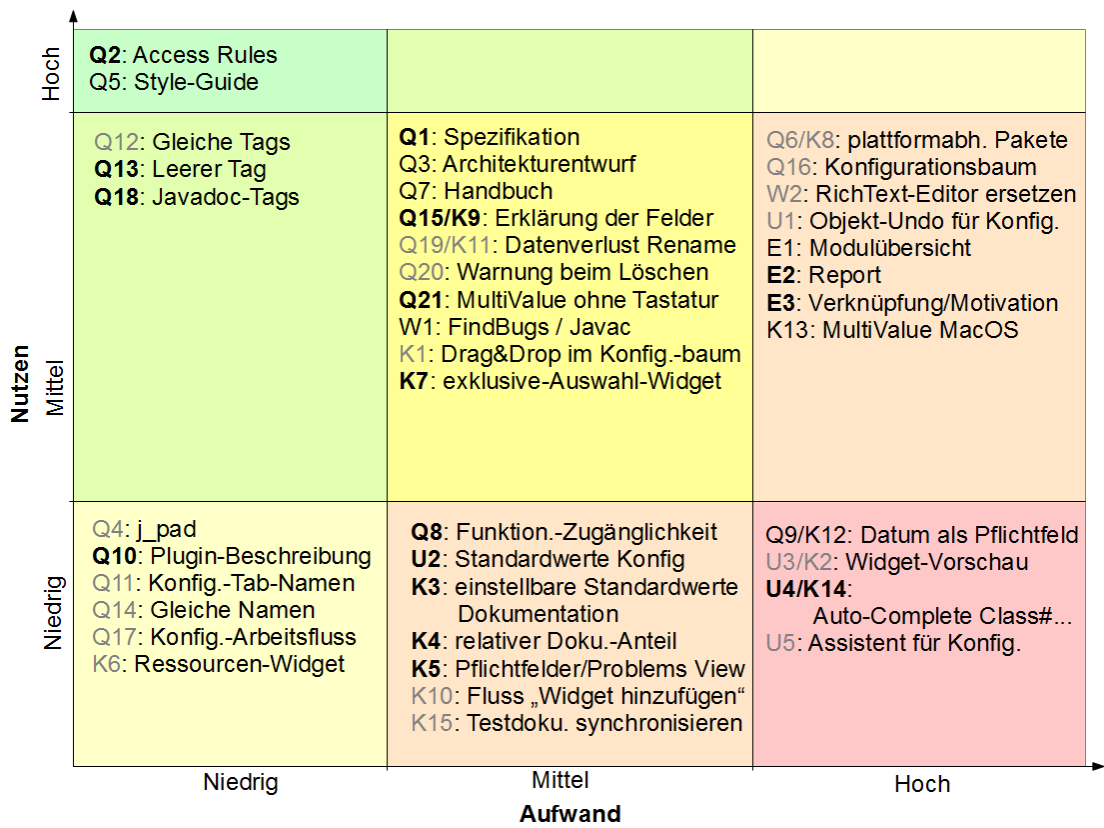 Hoch
Q2: Access Rules
Q5: Style-Guide
Nutzen
Mittel
Q12: Gleiche Tags
Q13: Leerer Tag
Q18: Javadoc-Tags
Q1: Spezifikation
Q3: Architekturentwurf
Q7: Handbuch
Q15/K9: Erklärung der Felder
Q19/K11: Datenverlust Rename
Q20: Warnung beim Löschen
Q21: MultiValue ohne Tastatur
W1: FindBugs / Javac
K1: Drag&Drop im Konfig.-baum
K7: exklusive-Auswahl-Widget
Q6/K8: plattformabh. Pakete
Q16: Konfigurationsbaum
W2: RichText-Editor ersetzen
U1: Objekt-Undo für Konfig.
E1: Modulübersicht
E2: Report
E3: Verknüpfung/Motivation
K13: MultiValue MacOS
Niedrig
Q4: j_pad
Q10: Plugin-Beschreibung
Q11: Konfig.-Tab-Namen
Q14: Gleiche Namen
Q17: Konfig.-Arbeitsfluss
K6: Ressourcen-Widget
Q8: Funktion.-Zugänglichkeit
U2: Standardwerte Konfig
K3: einstellbare Standardwerte
Dokumentation
K4: relativer Doku.-Anteil
K5: Pflichtfelder/Problems View
K10: Fluss „Widget hinzufügen“
K15: Testdoku. synchronisieren
Q9/K12: Datum als Pflichtfeld
U3/K2: Widget-Vorschau
U4/K14:
Auto-Complete Class#...
U5: Assistent für Konfig.
Niedrig
Mittel
Hoch
Aufwand